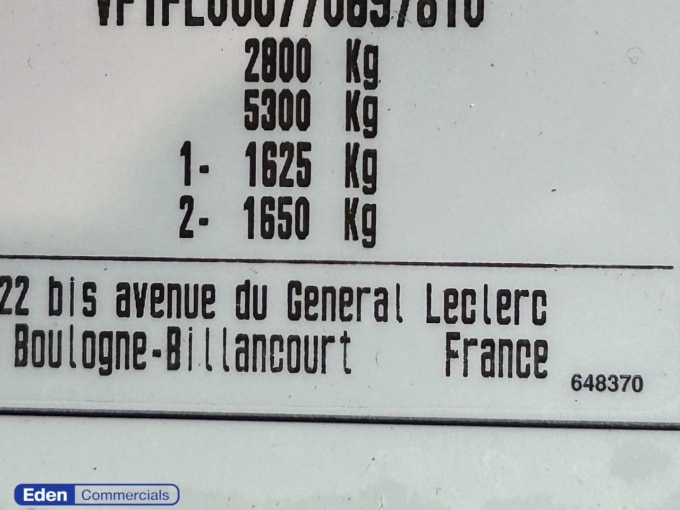 2800 Kg
5300 Kg
1- 1625 Kg
2- 1650 Kg
22 bis avenue du General Leclerc
Boulogne-Billancourt France
648370
Eden Commercials